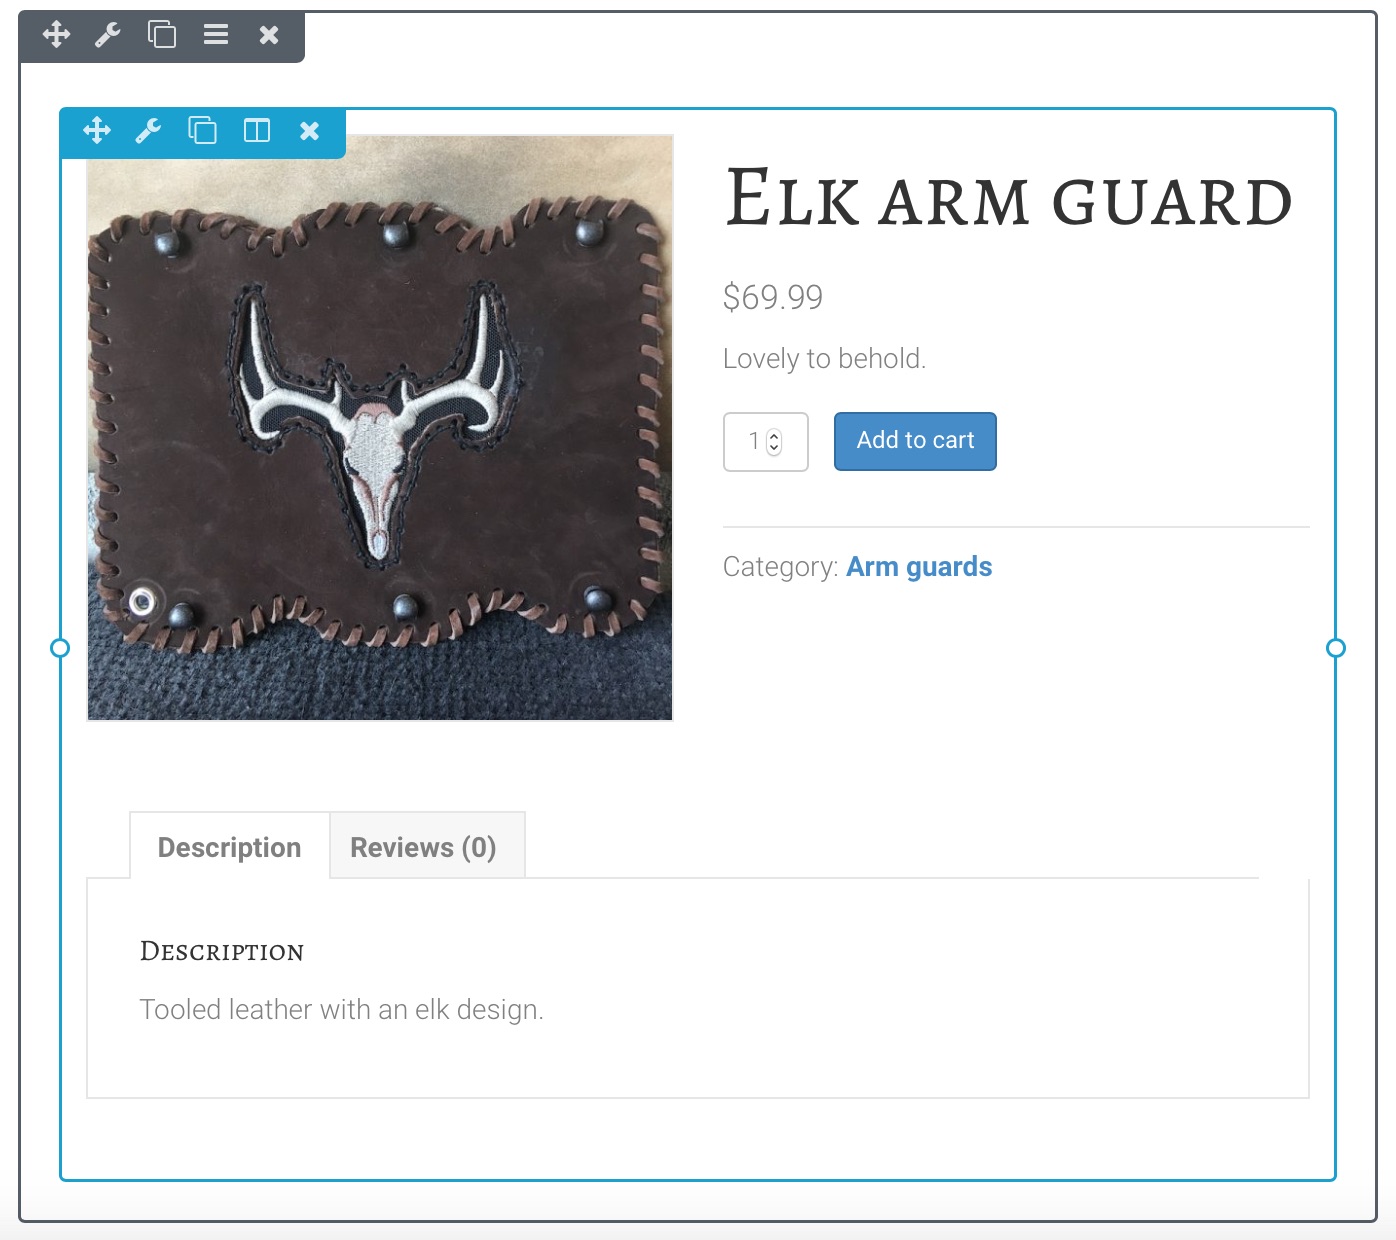 Elk arm guard
$69.99
Lovely to behold.
1
Add to cart
Category: Arm guards
Description
Reviews (0)
Description
Tooled leather with an elk design.